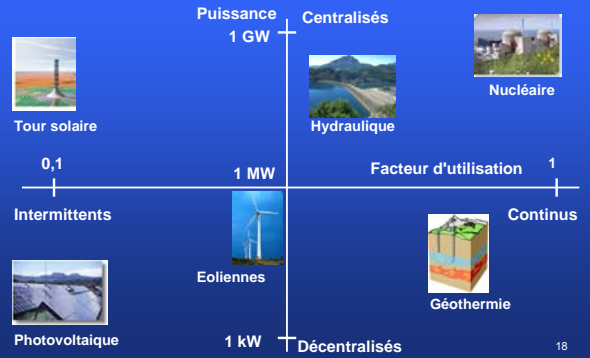 Puissance
Centralisés
1 GW
Nucléaire
Tour solaire
Hydraulique
0,1
1 MW
Facteur d'utilisation
1
Intermittents
Continus
Eoliennes
Géothermie
Photovoltaique
1 kW
Décentralisés
18